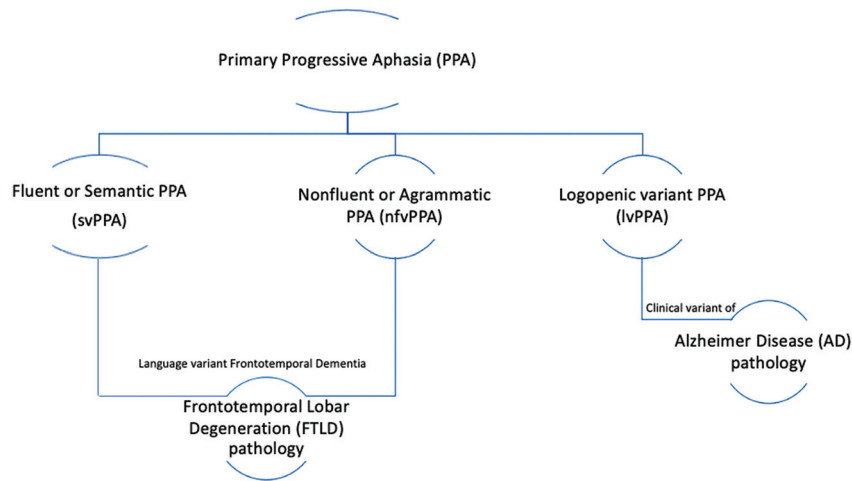 Primary Progressive Aphasia (PPA)
Fluent or Semantic PPA
(svPPA)
Nonfluent or Agrammatic
PPA (nfvPPA)
Logopenic variant PPA
(lvPPA)
Clinical variant of
Alzheimer Disease (AD)
pathology
Language variant Frontotemporal Dementia
Frontotemporal Lobar
Degeneration (FTLD)
pathology